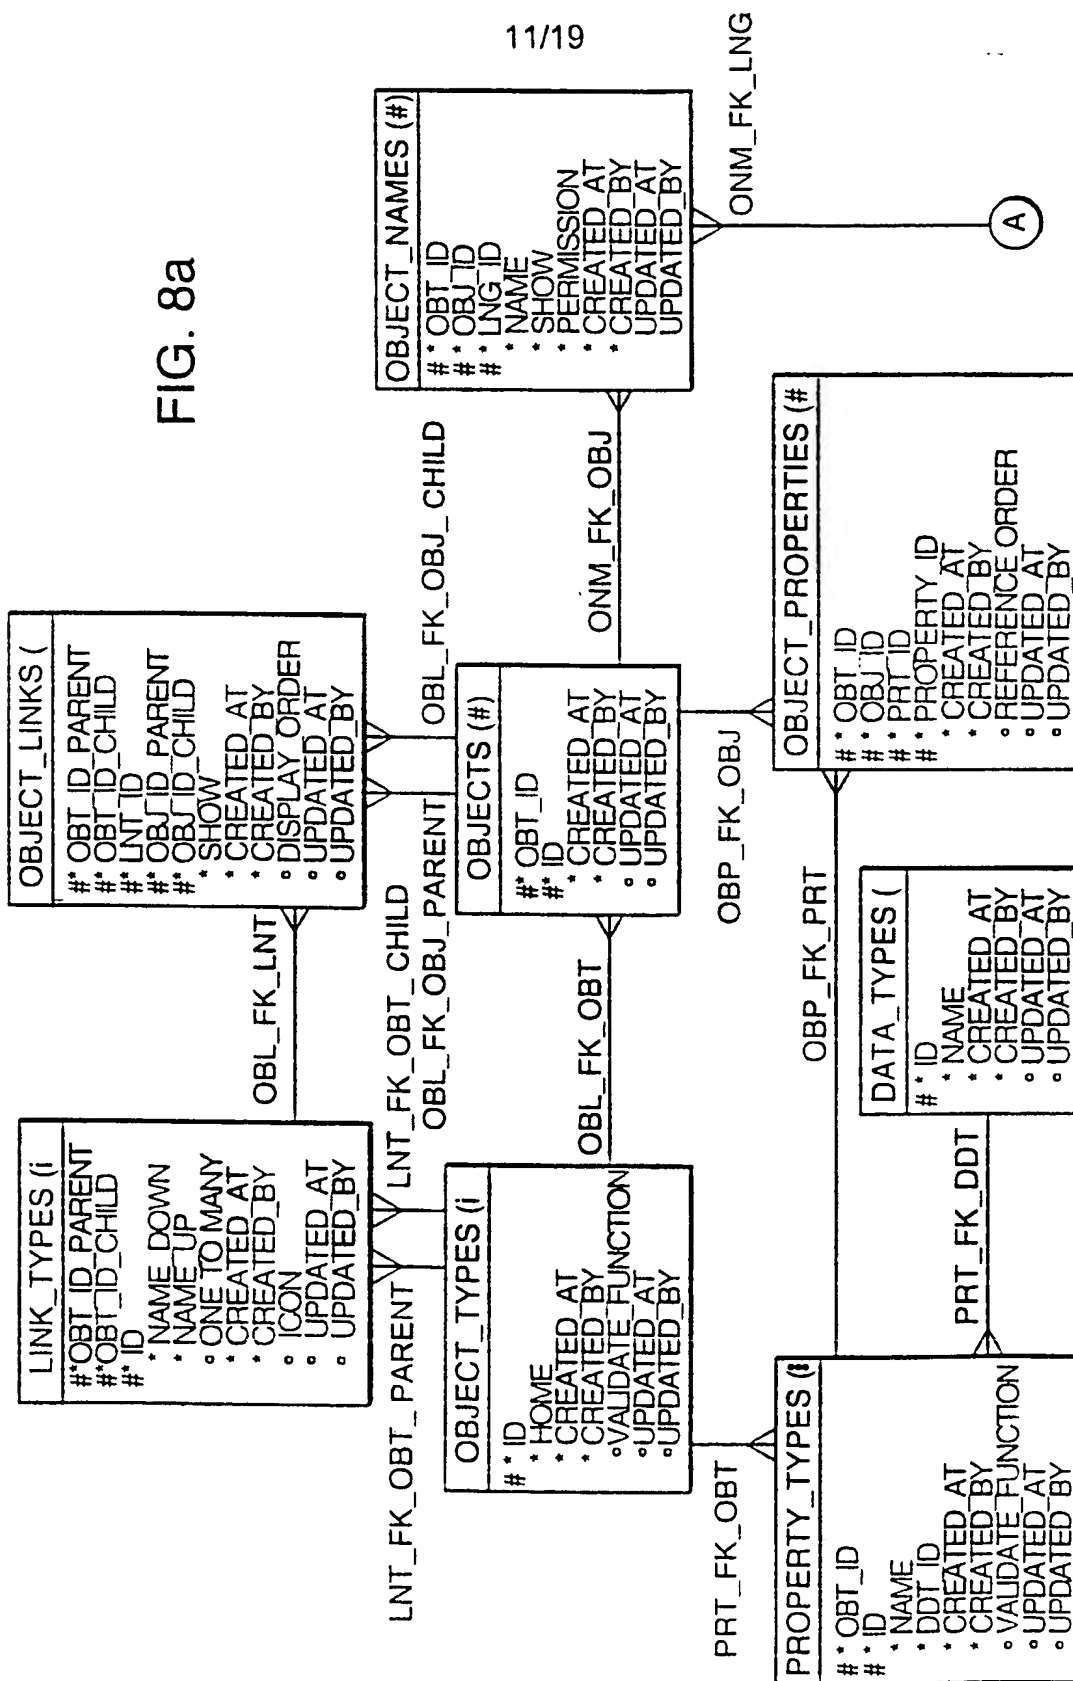 11/19
FIG. 8a
LINK_TYPES (i
#*OBT_ID_PARENT
#*OBT_ID_CHILD
#*ID
* NAME_DOWN
* NAME_UP
o ONE TO MANY
* CREATED_AT
* CREATED_BY
o ICON
o UPDATED_AT
o UPDATED_BY
OBL_FK_LNT
OBJECT_LINKS (
#* OBT_ID_PARENT
#* OBT_ID_CHILD
#* LNT_ID
#* OBJ_ID_PARENT
#* OBJ_ID_CHILD
* SHOW
* CREATED_AT
* CREATED_BY
o DISPLAY_ORDER
o UPDATED_AT
o UPDATED_BY
LNT_FK_OBT_PARENT
LNT_FK_OBT_CHILD
OBL_FK_OBJ_PARENT
OBL_FK_OBJ_CHILD
OBJECT_NAMES (#)
# * OBT_ID
# * OBJ_ID
# * LNG_ID
* NAME
* SHOW
* PERMISSION
* CREATED_AT
* CREATED_BY
UPDATED_AT
UPDATED_BY
OBJECT_TYPES (i
# * ID
* HOME
* CREATED_AT
* CREATED_BY
o VALIDATE_FUNCTION
o UPDATED_AT
o UPDATED_BY
OBL_FK_OBT
OBJECTS (#)
#* OBT_ID
#* ID
* CREATED_AT
* CREATED_BY
o UPDATED_AT
o UPDATED_BY
ONM_FK_OBJ
PRT_FK_OBT
OBP_FK_OBJ
ONM_FK_LNG
A
PROPERTY_TYPES (
# * OBT_ID
# * ID
* NAME
* DDT_ID
* CREATED_AT
* CREATED_BY
o VALIDATE_FUNCTION
o UPDATED_AT
o UPDATED_BY
OBP_FK_PRT
PRT_FK_DDT
DATA_TYPES (
# * ID
* NAME
* CREATED_AT
* CREATED_BY
o UPDATED_AT
o UPDATED_BY
OBJECT_PROPERTIES (#
# * OBT_ID
# * OBJ_ID
# * PRT_ID
# * PROPERTY_ID
* CREATED_AT
* CREATED_BY
o REFERENCE_ORDER
o UPDATED_AT
o UPDATED_BY